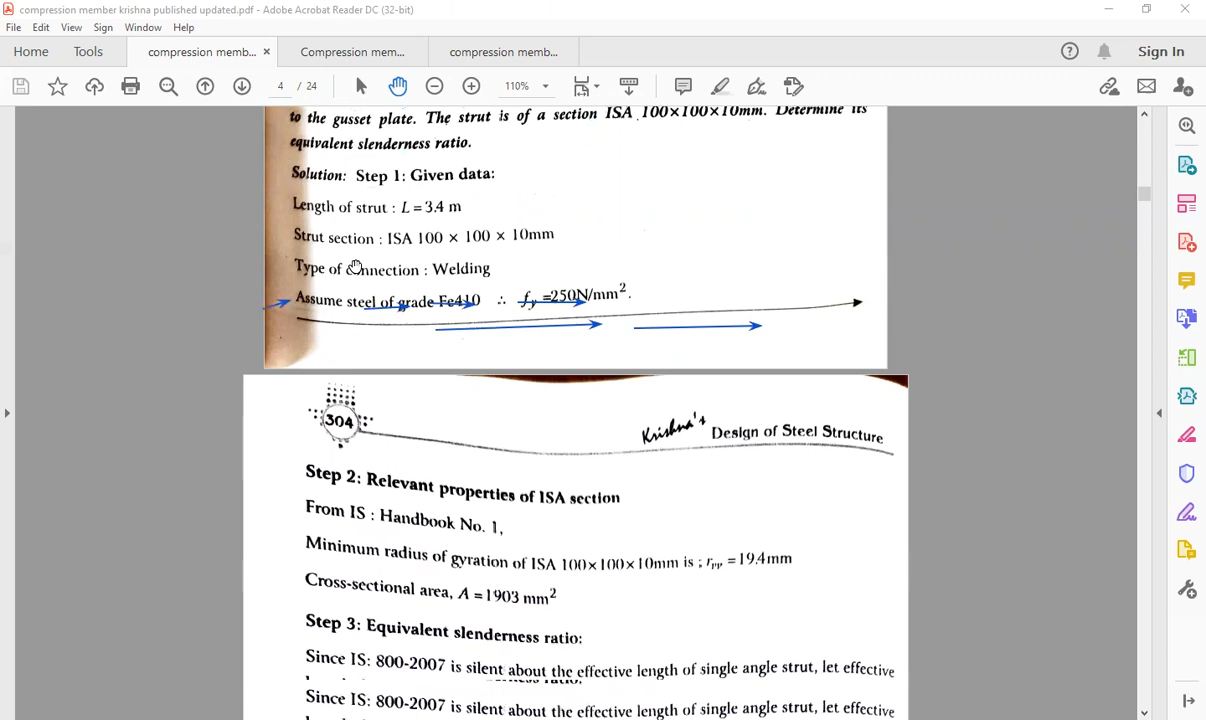 compression member krishna published updated.pdf - Adobe Acrobat Reader DC (32-bit)
File Edit View Sign Window Help
Home Tools compression memb... × Compression mem... compression memb... ? Sign In
4 / 24 110%
to the gusset plate. The strut is of a section ISA 100×100×10mm. Determine its
equivalent slenderness ratio.
Solution: Step 1: Given data:
Length of strut : L = 3.4 m
Strut section : ISA 100 × 100 × 10mm
Type of connection : Welding
Assume steel of grade Fe410 ∴ fy =250N/mm².
304
Krishna's Design of Steel Structure
Step 2: Relevant properties of ISA section
From IS : Handbook No. 1,
Minimum radius of gyration of ISA 100×100×10mm is ; rpp = 19.4mm
Cross-sectional area, A = 1903 mm²
Step 3: Equivalent slenderness ratio:
Since IS: 800-2007 is silent about the effective length of single angle strut, let effective
Since IS: 800-2007 is silent about the effective length of single angle strut, let effective